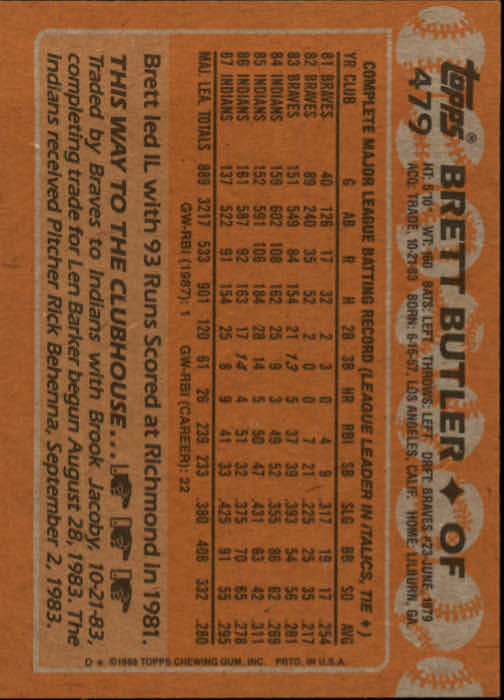 topps®
479
BRETT BUTLER ✦ OF
HT: 5'10" WT: 160 BATS: LEFT THROWS: LEFT DRFT: BRAVES #23-JUNE, 1979
ACQ: TRADE, 10-21-83 BORN: 6-15-57, LOS ANGELES, CALIF. HOME: LILBURN, GA.
COMPLETE MAJOR LEAGUE BATTING RECORD (LEAGUE LEADER IN ITALICS, TIE ♦)
YR CLUB G AB R H 2B 3B HR RBI SB SLG BB SO AVG
81 BRAVES 40 126 17 32 2 3 0 4 9 .317 19 17 .254
82 BRAVES 89 240 35 52 2 0 0 7 21 .225 25 35 .217
83 BRAVES 151 549 84 154 21 13 5 37 39 .393 54 56 .281
84 INDIANS 159 602 108 162 25 9 3 49 52 .355 86 62 .269
85 INDIANS 152 591 106 184 28 14 5 50 47 .431 63 42 .311
86 INDIANS 161 587 92 163 17 14 4 51 32 .375 70 65 .278
87 INDIANS 137 522 91 154 25 8 9 41 33 .425 91 55 .295
MAJ. LEA. TOTALS 889 3217 533 901 120 61 26 239 233 .380 408 332 .280
GW-RBI (1987): 1 GW-RBI (CAREER): 22
Brett led IL with 93 Runs Scored at Richmond in 1981.
THIS WAY TO THE CLUBHOUSE...
Traded by Braves to Indians with Brook Jacoby, 10-21-83,
completing trade for Len Barker begun August 28, 1983. The
Indians received Pitcher Rick Behenna, September 2, 1983.
D* ©1988 TOPPS CHEWING GUM, INC. PRTD. IN U.S.A.